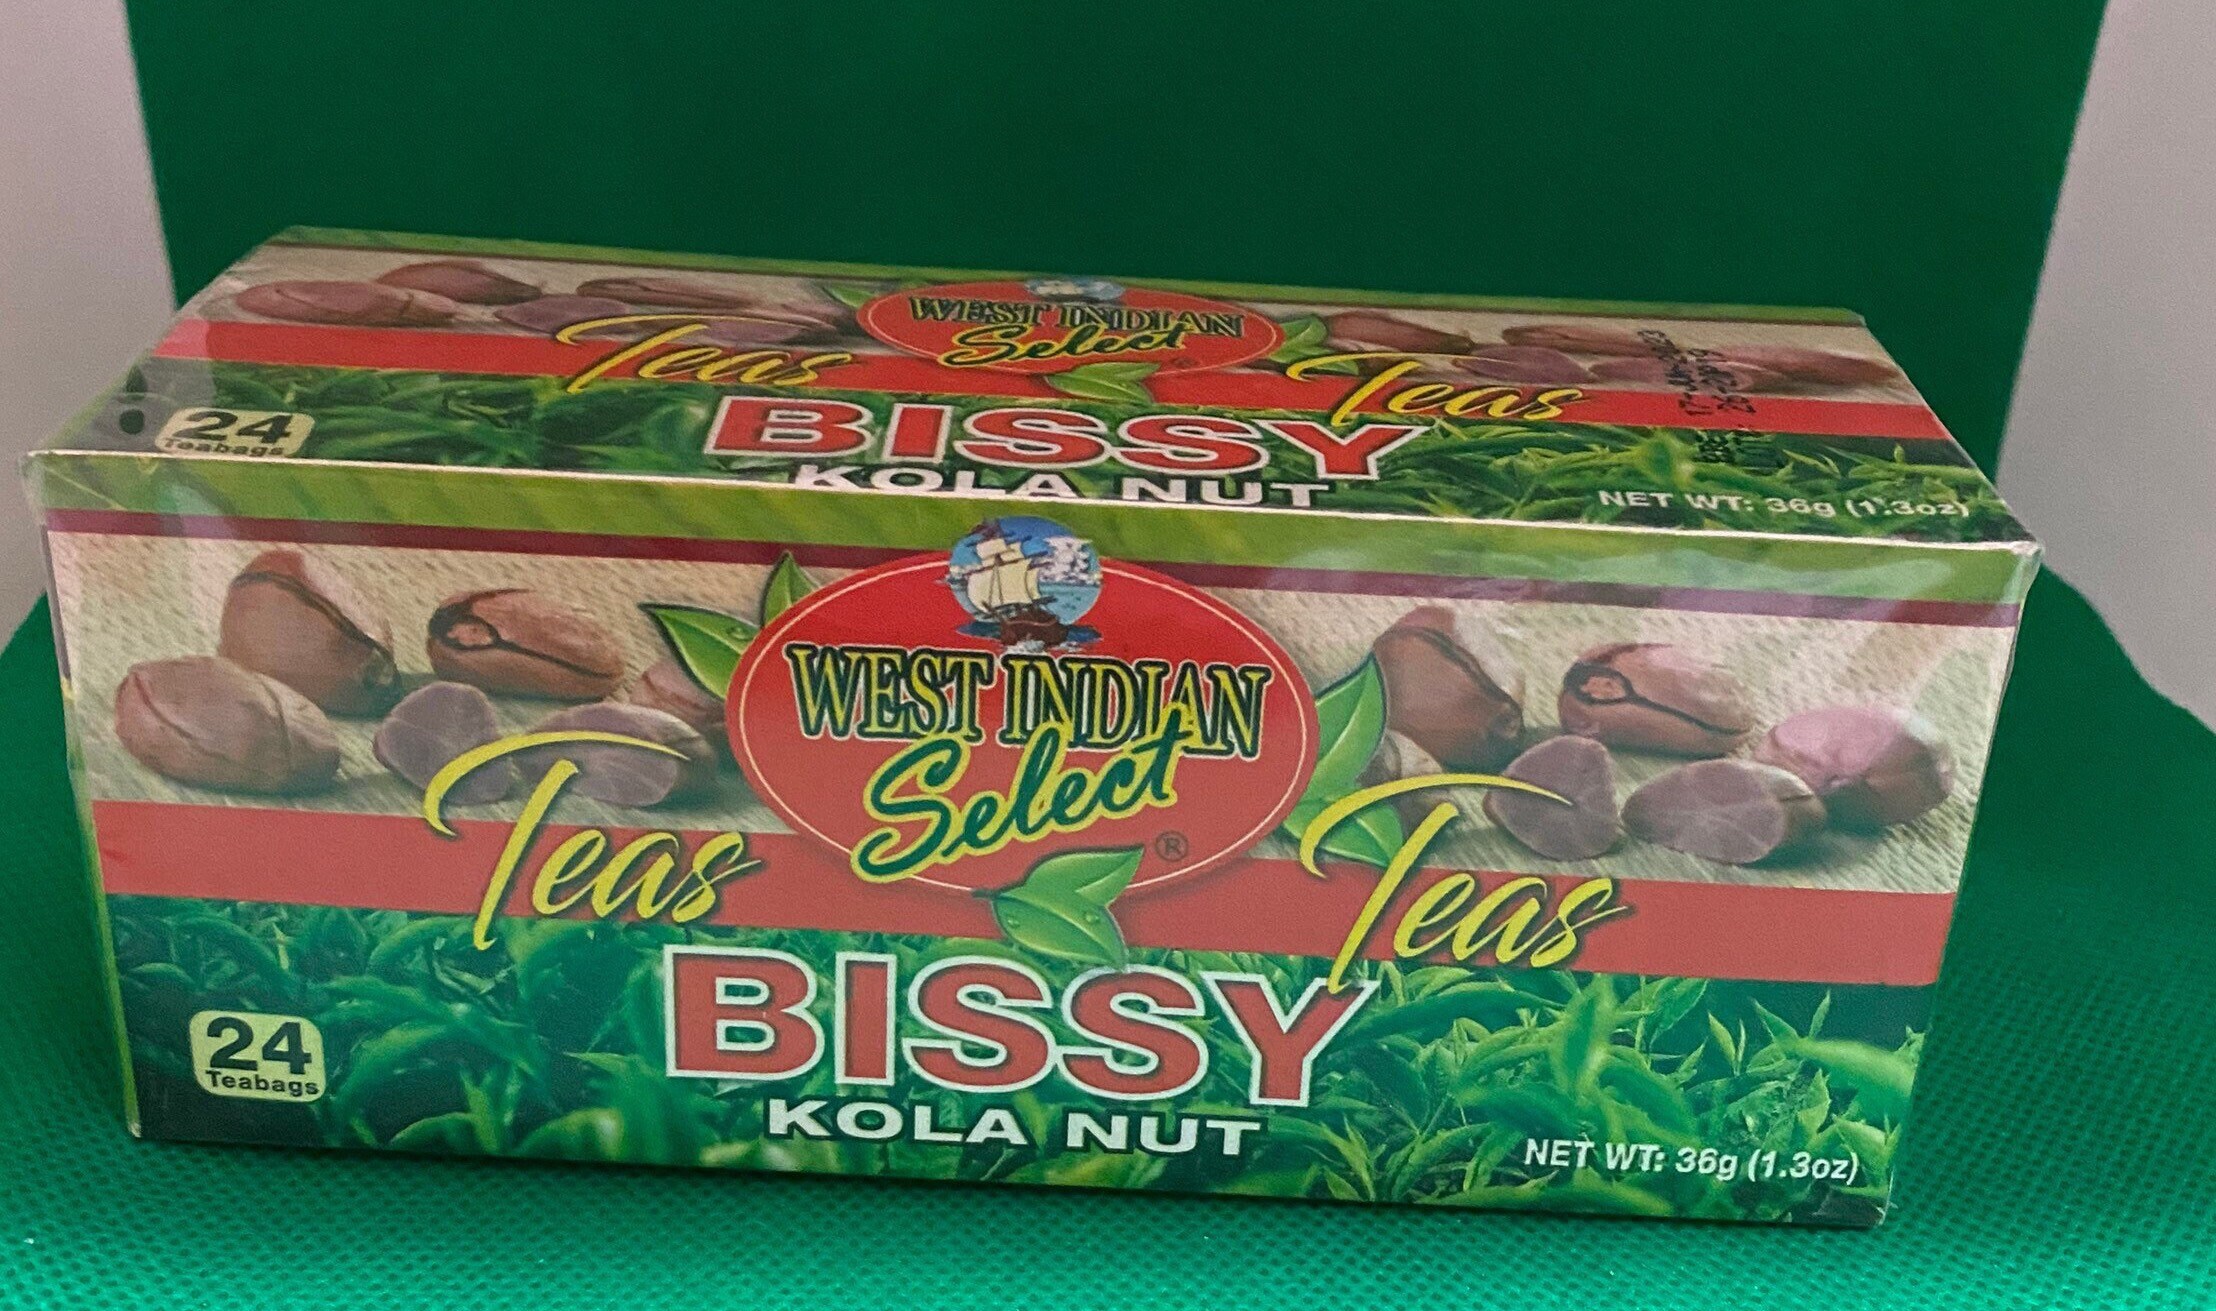 WEST INDIAN
Select
Teas
Teas
24
Teabags
BISSY
KOLA NUT
NET WT: 36g (1.3oz)
WEST INDIAN
Select
®
Teas
Teas
BISSY
24
Teabags
KOLA NUT
NET WT: 36g (1.3oz)